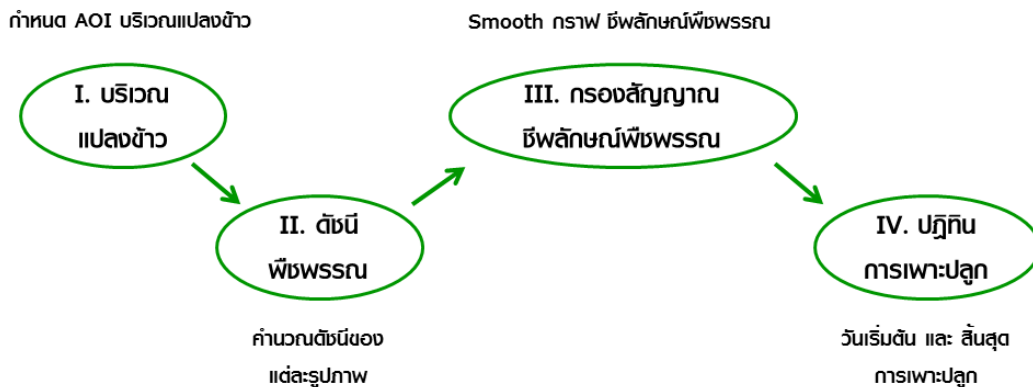 กำหนด AOI บริเวณแปลงข้าว
I. บริเวณ
แปลงข้าว
II. ดัชนี
พืชพรรณ
คำนวณดัชนีของ
แต่ละรูปภาพ
Smooth กราฟ ชีพลักษณ์พืชพรรณ
III. กรองสัญญาณ
ชีพลักษณ์พืชพรรณ
IV. ปฏิทิน
การเพาะปลูก
วันเริ่มต้น และ สิ้นสุด
การเพาะปลูก